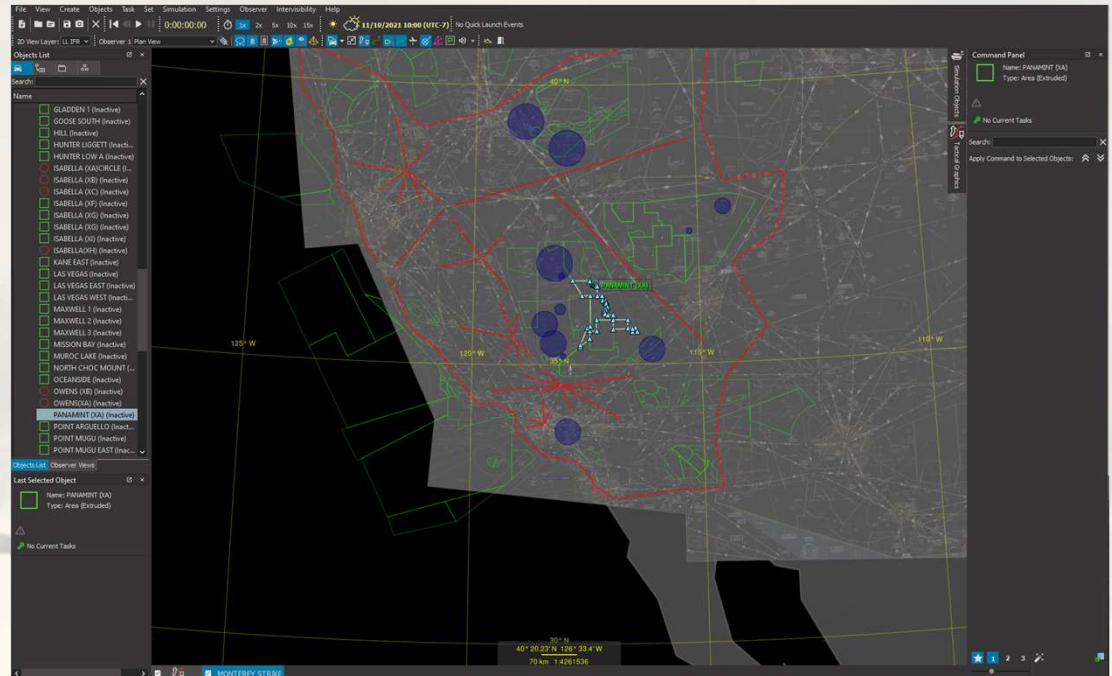 File View Create Objects Task Set Simulation Settings Observer Intervisibility Help
0:00:00:00 1x 2x 5x 10x 15x 11/10/2021 10:00 (UTC-7) No Quick Launch Events
2D View Layer: LL IFR Observer 1 Plan View
Objects List
Search:
Name
GLADDEN 1 (Inactive)
GOOSE SOUTH (Inactive)
HILL (Inactive)
HUNTER LIGGETT (Inacti...
HUNTER LOW A (Inactive)
ISABELLA (XA)CIRCLE (I...
ISABELLA (XB) (Inactive)
ISABELLA (XC) (Inactive)
ISABELLA (XF) (Inactive)
ISABELLA (XG) (Inactive)
ISABELLA (XG) (Inactive)
ISABELLA (XI) (Inactive)
ISABELLA(XH) (Inactive)
KANE EAST (Inactive)
LAS VEGAS (Inactive)
LAS VEGAS EAST (Inactive)
LAS VEGAS WEST (Inacti...
MAXWELL 1 (Inactive)
MAXWELL 2 (Inactive)
MAXWELL 3 (Inactive)
MISSION BAY (Inactive)
MUROC LAKE (Inactive)
NORTH CHOC MOUNT (...
OCEANSIDE (Inactive)
OWENS (XB) (Inactive)
OWENS(XA) (Inactive)
PANAMINT (XA) (Inactive)
POINT ARGUELLO (Inact...
POINT MUGU (Inactive)
POINT MUGU EAST (Inac...
Objects List Observer Views
Last Selected Object
Name: PANAMINT (XA)
Type: Area (Extruded)
No Current Tasks
40° N
PANAMINT (XA)
125° W
120° W
35° N
115° W
110° W
30° N
40° 20.23' N 126° 33.4' W
70 km 1:4261536
MONTEREY STRIKE
Simulation Objects
Tactical Graphics
Command Panel
Name: PANAMINT (XA)
Type: Area (Extruded)
No Current Tasks
Search:
Apply Command to Selected Objects:
1 2 3